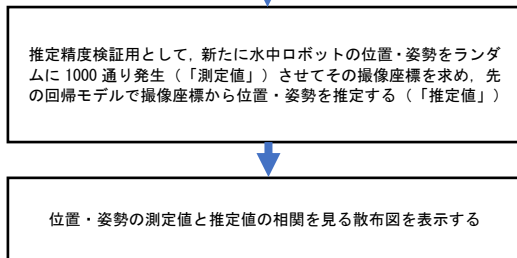 推定精度検証用として，新たに水中ロボットの位置・姿勢をランダ
ムに 1000 通り発生（「測定値」）させてその撮像座標を求め，先
の回帰モデルで撮像座標から位置・姿勢を推定する（「推定値」）
位置・姿勢の測定値と推定値の相関を見る散布図を表示する